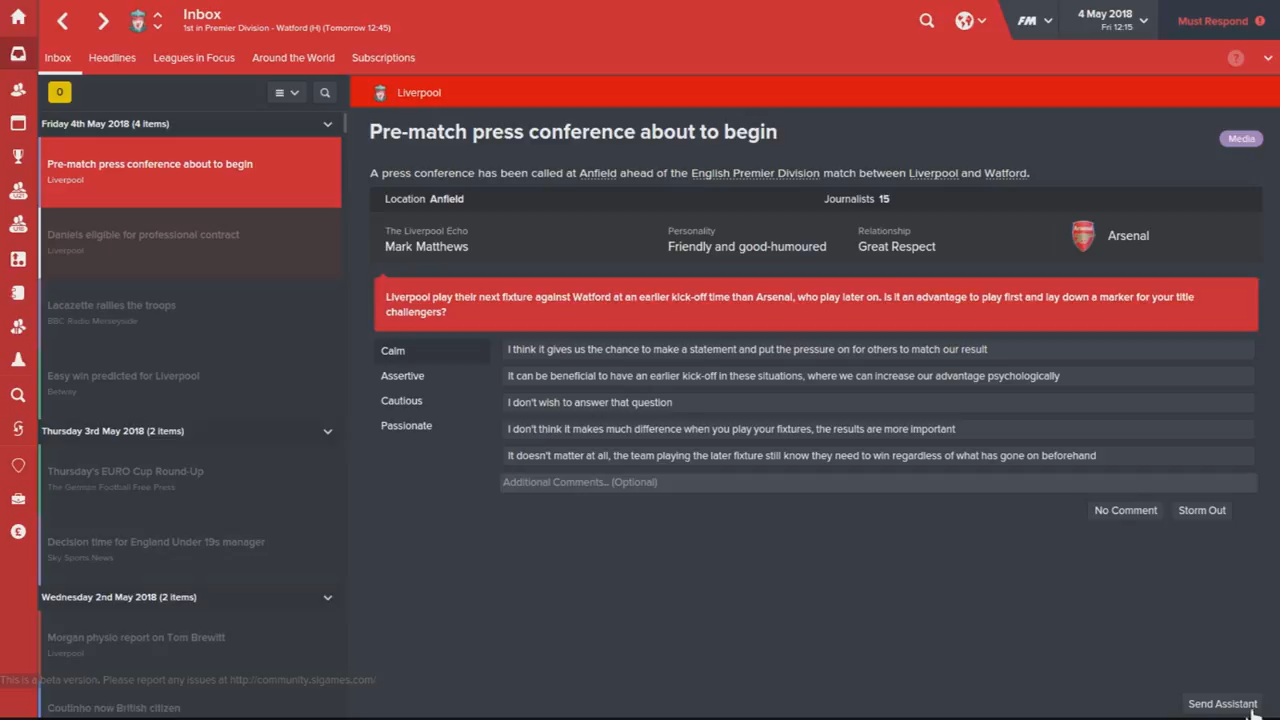 Inbox
1st in Premier Division - Watford (H) (Tomorrow 12:45)
FM
4 May 2018
Fri 12:15
Must Respond
Inbox
Headlines
Leagues in Focus
Around the World
Subscriptions
?
0
Liverpool
Friday 4th May 2018 (4 items)
Pre-match press conference about to begin
Liverpool
Daniels eligible for professional contract
Liverpool
Lacazette rallies the troops
BBC Radio Merseyside
Easy win predicted for Liverpool
Betway
Thursday 3rd May 2018 (2 items)
Thursday's EURO Cup Round-Up
The German Football Free Press
Decision time for England Under 19s manager
Sky Sports News
Wednesday 2nd May 2018 (2 items)
Morgan physio report on Tom Brewitt
Liverpool
This is a beta version. Please report any issues at http://community.sigames.com/
Coutinho now British citizen
Pre-match press conference about to begin
Media
A press conference has been called at Anfield ahead of the English Premier Division match between Liverpool and Watford.
Location Anfield
Journalists 15
The Liverpool Echo
Mark Matthews
Personality
Friendly and good-humoured
Relationship
Great Respect
Arsenal
Liverpool play their next fixture against Watford at an earlier kick-off time than Arsenal, who play later on. Is it an advantage to play first and lay down a marker for your title
challengers?
Calm
Assertive
Cautious
Passionate
I think it gives us the chance to make a statement and put the pressure on for others to match our result
It can be beneficial to have an earlier kick-off in these situations, where we can increase our advantage psychologically
I don't wish to answer that question
I don't think it makes much difference when you play your fixtures, the results are more important
It doesn't matter at all, the team playing the later fixture still know they need to win regardless of what has gone on beforehand
Additional Comments... (Optional)
No Comment
Storm Out
Send Assistant